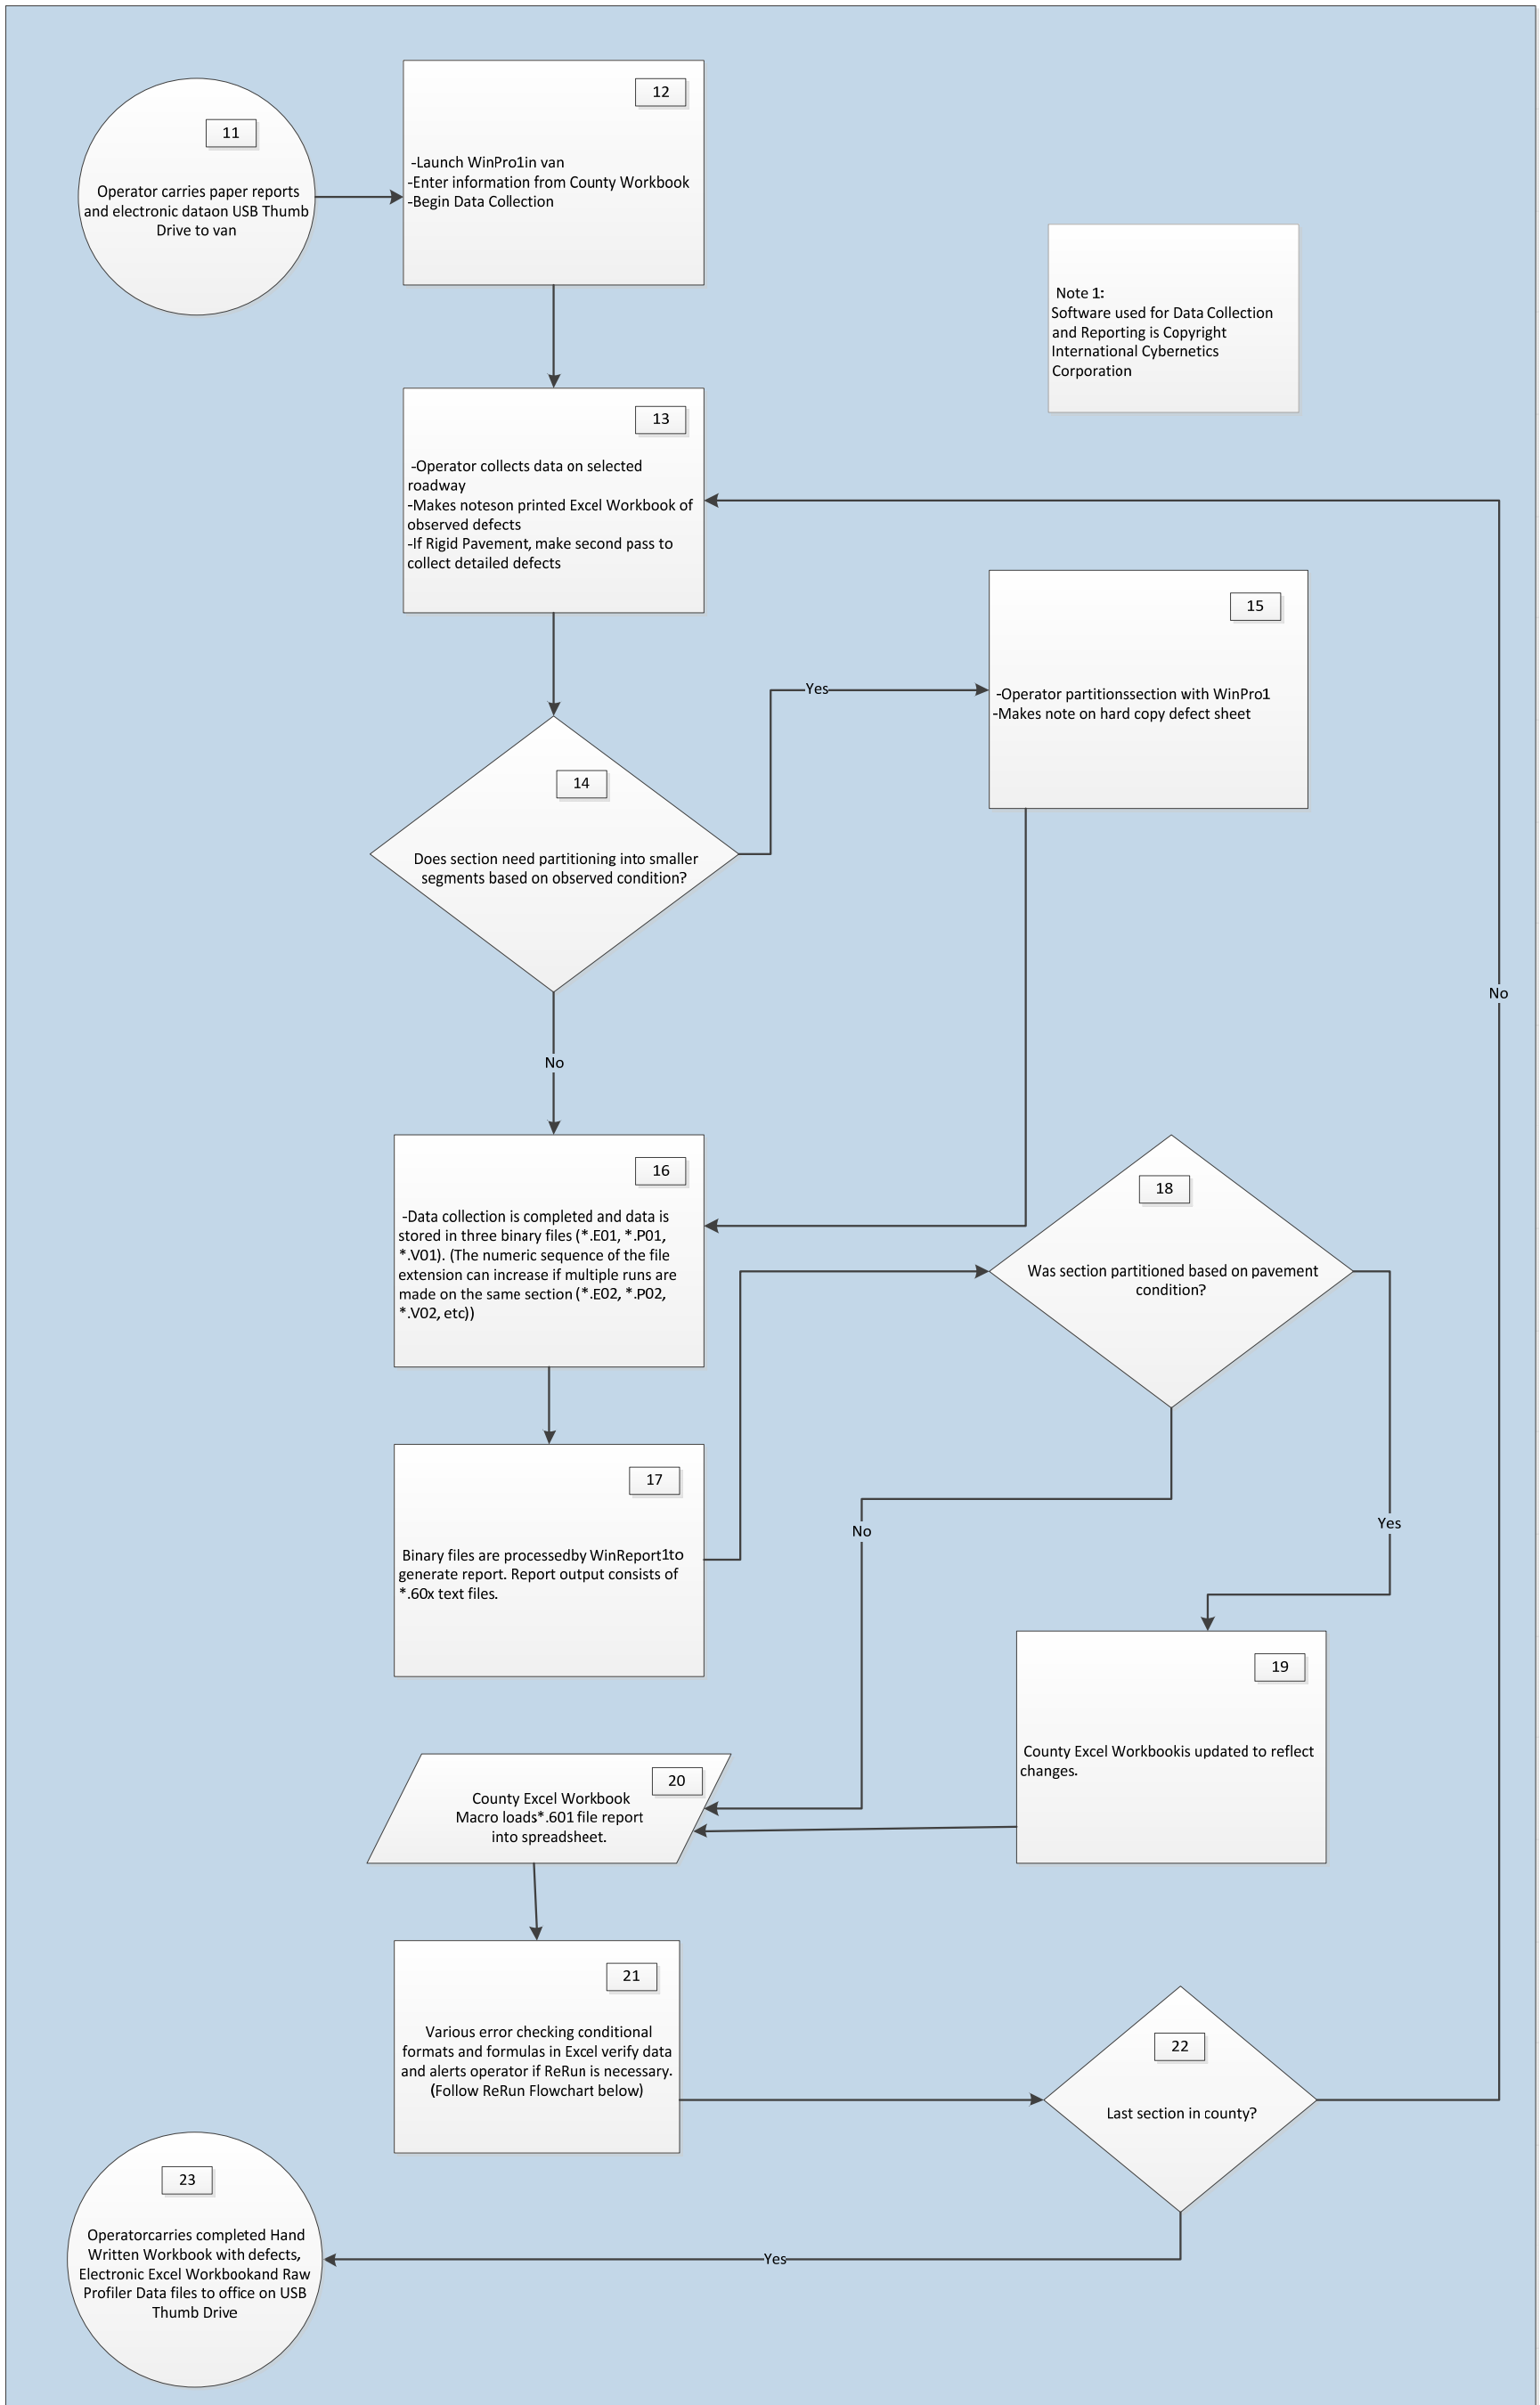 11
Operator carries paper reports
and electronic dataon USB Thumb
Drive to van
12
-Launch WinPro1in van
-Enter information from County Workbook
-Begin Data Collection
Note 1:
Software used for Data Collection
and Reporting is Copyright
International Cybernetics
Corporation
13
-Operator collects data on selected
roadway
-Makes noteson printed Excel Workbook of
observed defects
-If Rigid Pavement, make second pass to
collect detailed defects
14
Does section need partitioning into smaller
segments based on observed condition?
Yes
15
-Operator partitionssection with WinPro1
-Makes note on hard copy defect sheet
No
No
16
-Data collection is completed and data is
stored in three binary files (*.E01, *.P01,
*.V01). (The numeric sequence of the file
extension can increase if multiple runs are
made on the same section (*.E02, *.P02,
*.V02, etc))
17
Binary files are processedby WinReport1to
generate report. Report output consists of
*.60x text files.
18
Was section partitioned based on pavement
condition?
No
Yes
19
County Excel Workbookis updated to reflect
changes.
20
County Excel Workbook
Macro loads*.601 file report
into spreadsheet.
21
Various error checking conditional
formats and formulas in Excel verify data
and alerts operator if ReRun is necessary.
(Follow ReRun Flowchart below)
22
Last section in county?
Yes
23
Operatorcarries completed Hand
Written Workbook with defects,
Electronic Excel Workbookand Raw
Profiler Data files to office on USB
Thumb Drive